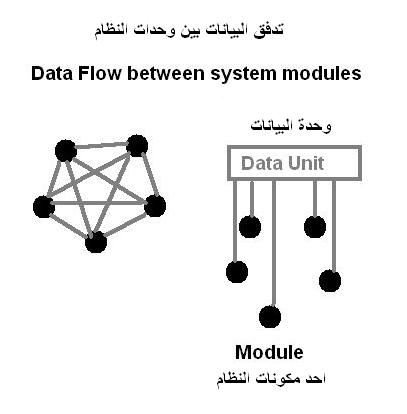 تدفق البيانات بين وحدات النظام
Data Flow between system modules
وحدة البيانات
Data Unit
Module
احد مكونات النظام